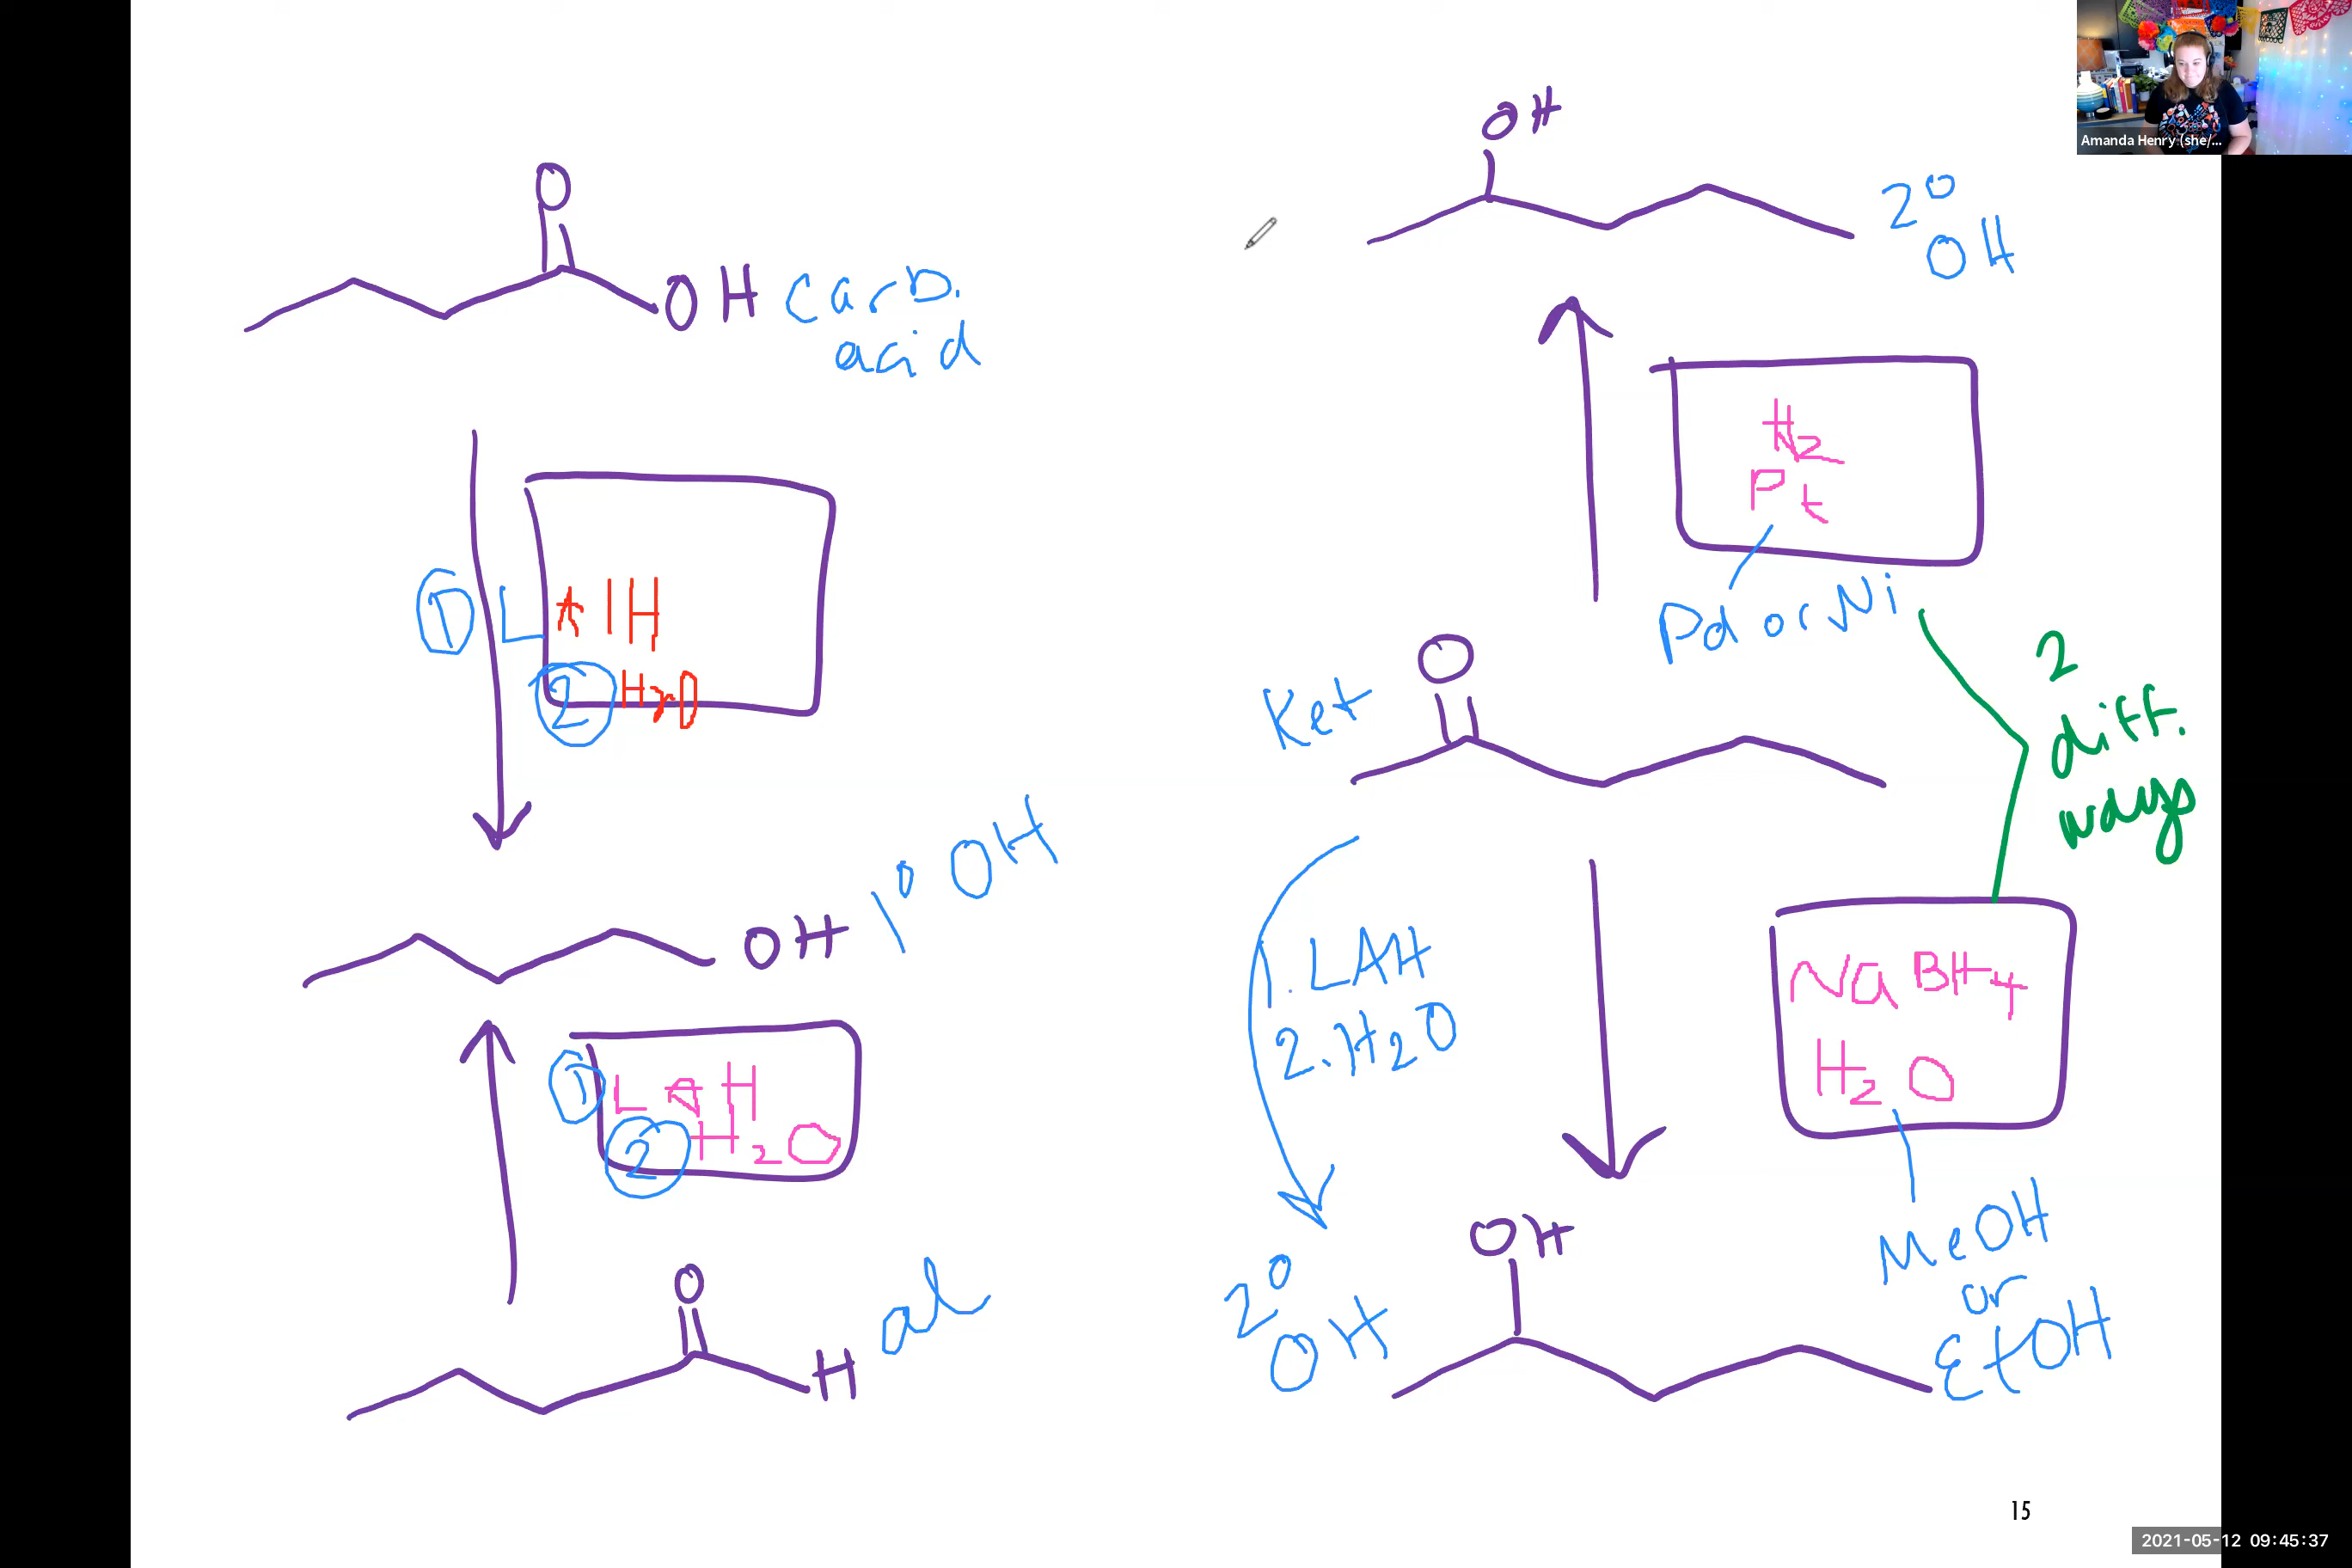 Amanda Henry (she/...
O
OH carb.
acid
① LAlH
② H2O
OH 1° OH
① LAH
② H2O
O
H al
OH
2°
OH
H2
Pt
Pd or Ni
2
diff.
ways
O
Ket
1. LAH
2. H2O
NaBH4
H2O
MeOH
or
EtOH
OH
2°
OH
15
2021-05-12 09:45:37